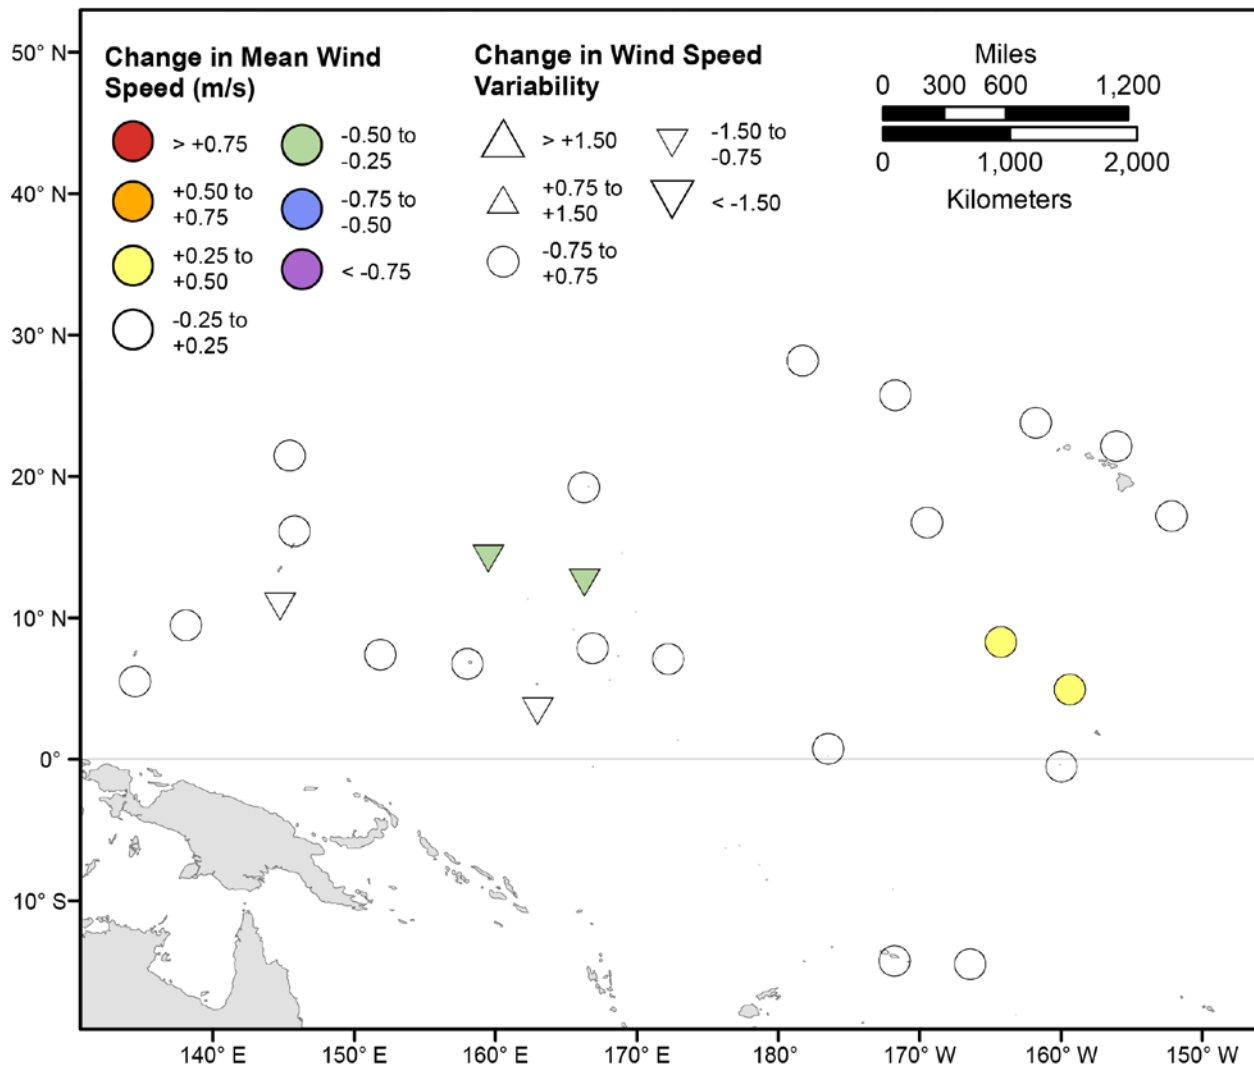 Change in Mean Wind
Speed (m/s)
> +0.75
+0.50 to
+0.75
+0.25 to
+0.50
-0.25 to
+0.25
-0.50 to
-0.25
-0.75 to
-0.50
< -0.75
Change in Wind Speed
Variability
> +1.50
+0.75 to
+1.50
-0.75 to
+0.75
-1.50 to
-0.75
< -1.50
Miles
0 300 600 1,200
0 1,000 2,000
Kilometers
50° N
40° N
30° N
20° N
10° N
0°
10° S
140° E 150° E 160° E 170° E 180° 170° W 160° W 150° W